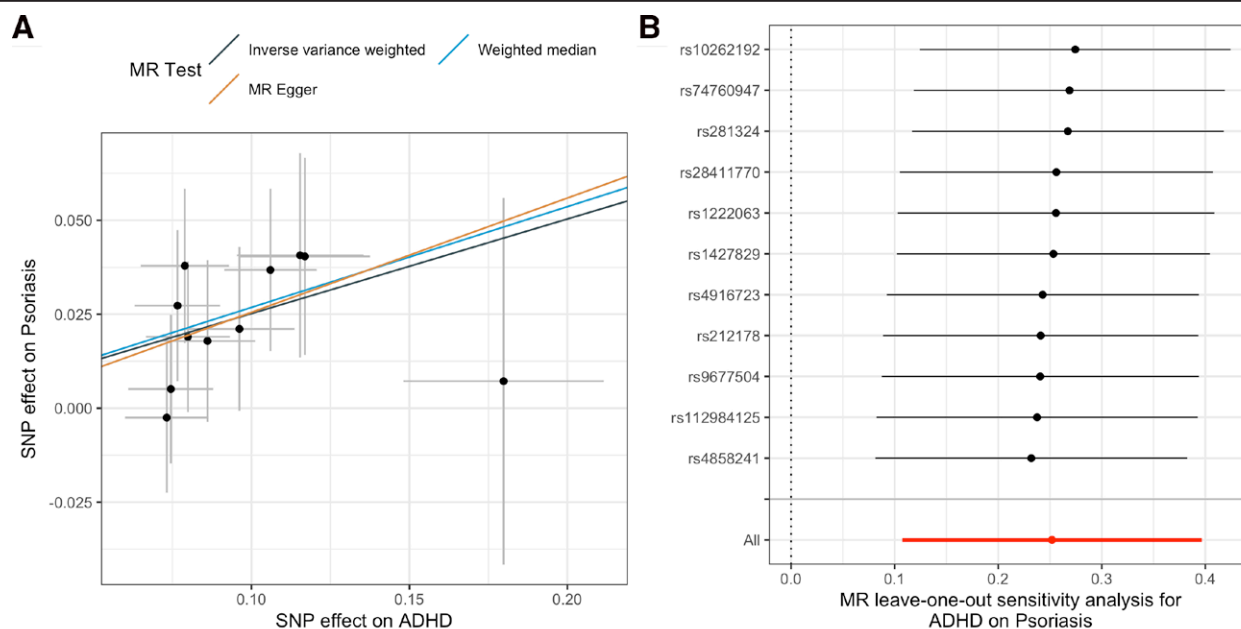 A
Inverse variance weighted
Weighted median
MR Test
MR Egger
SNP effect on Psoriasis
0.050
0.025
0.000
-0.025
0.10
0.15
0.20
SNP effect on ADHD
B
rs10262192
rs74760947
rs281324
rs28411770
rs1222063
rs1427829
rs4916723
rs212178
rs9677504
rs112984125
rs4858241
All
0.0
0.1
0.2
0.3
0.4
MR leave-one-out sensitivity analysis for
ADHD on Psoriasis